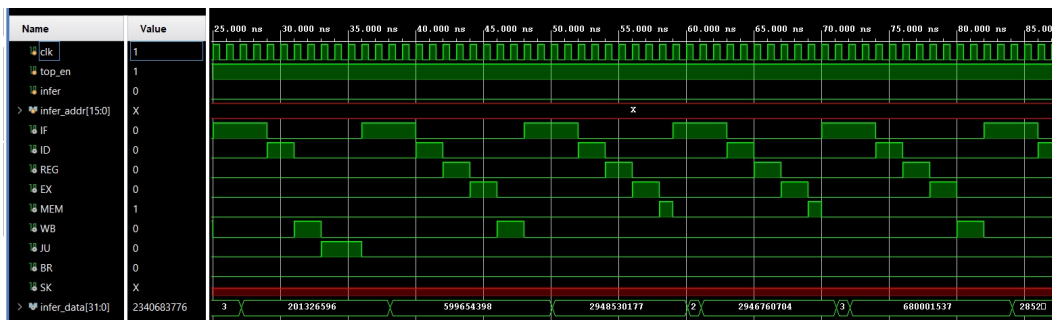 Name Value 25.000 ns 30.000 ns 35.000 ns 40.000 ns 45.000 ns 50.000 ns 55.000 ns 60.000 ns 65.000 ns 70.000 ns 75.000 ns 80.000 ns 85.00
clk 1
top_en 1
infer 0
infer_addr[15:0] X X
IF 0
ID 0
REG 0
EX 0
MEM 1
WB 0
JU 0
BR 0
SK X
infer_data[31:0] 2340683776 3 201326596 599654398 2948530177 2 2946760704 3 680001537 2852